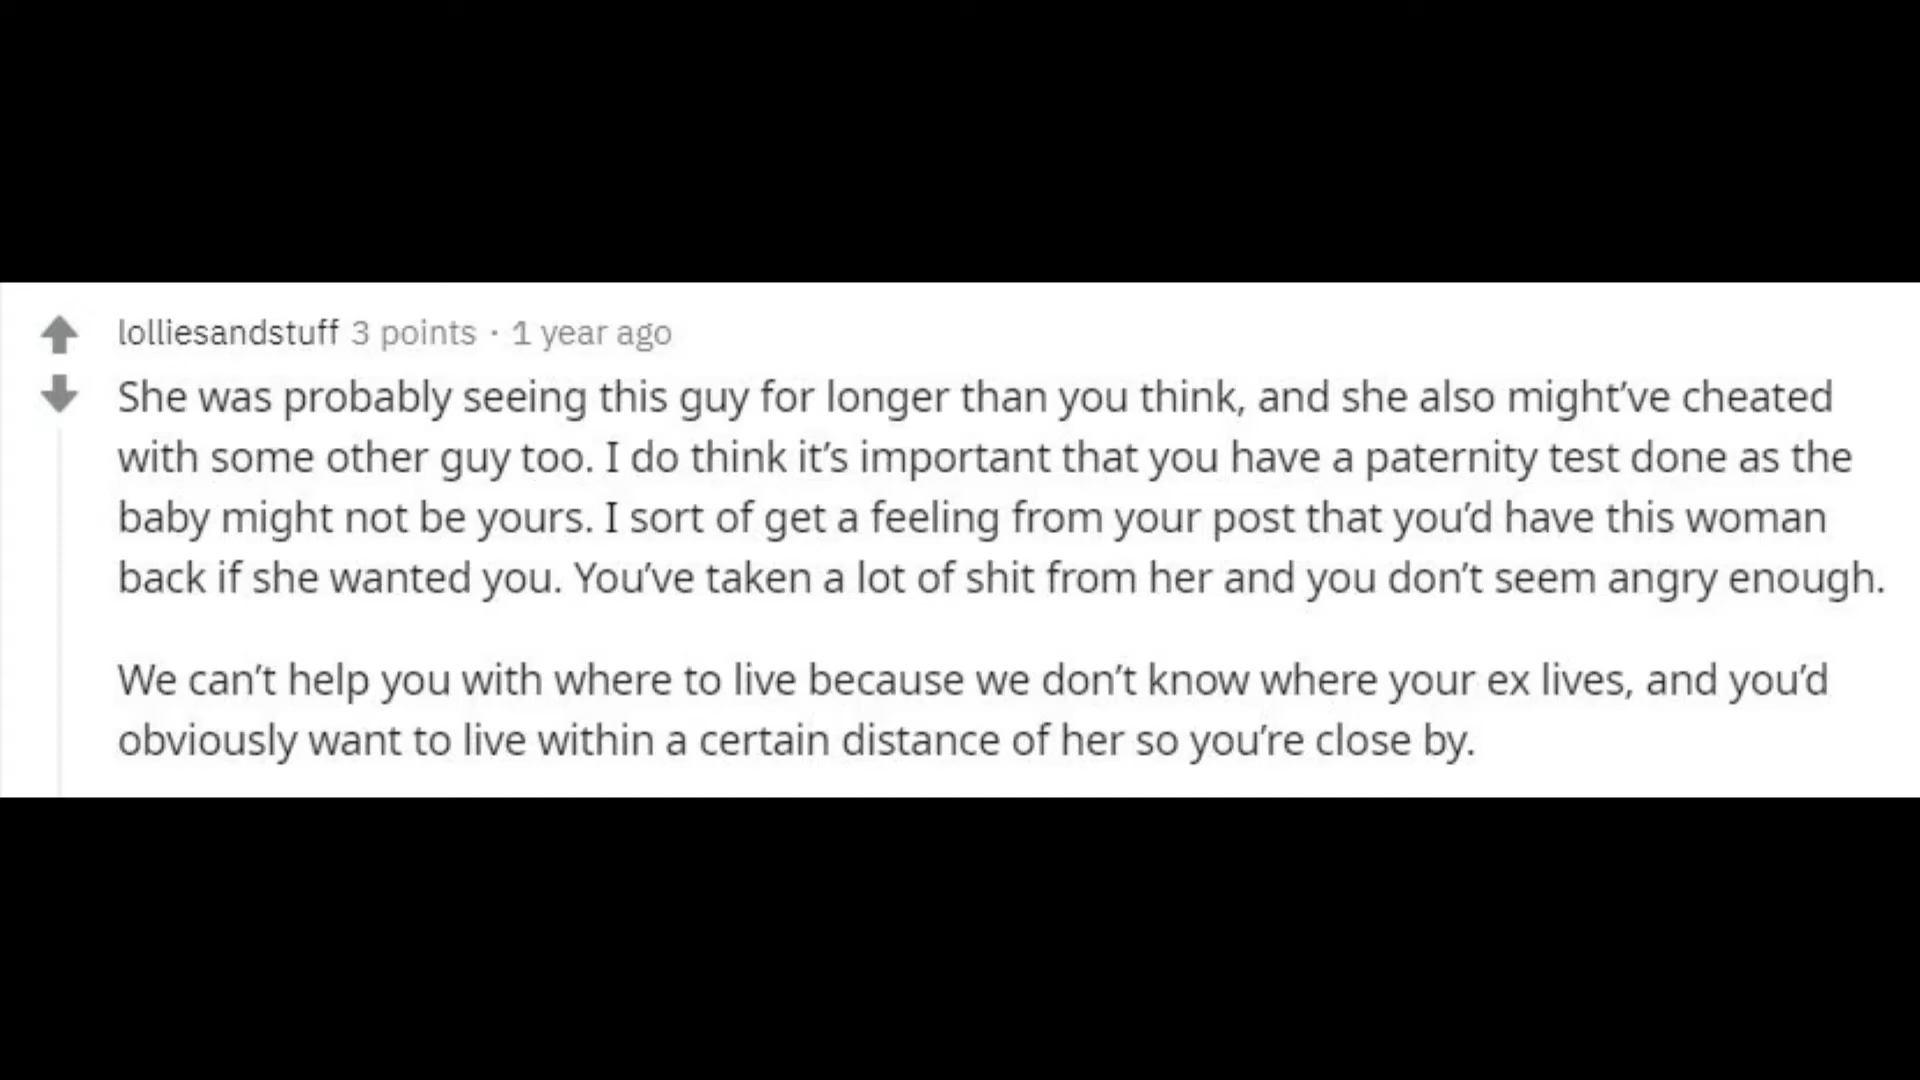 lolliesandstuff 3 points · 1 year ago
She was probably seeing this guy for longer than you think, and she also might’ve cheated
with some other guy too. I do think it’s important that you have a paternity test done as the
baby might not be yours. I sort of get a feeling from your post that you’d have this woman
back if she wanted you. You’ve taken a lot of shit from her and you don’t seem angry enough.
We can’t help you with where to live because we don’t know where your ex lives, and you’d
obviously want to live within a certain distance of her so you’re close by.